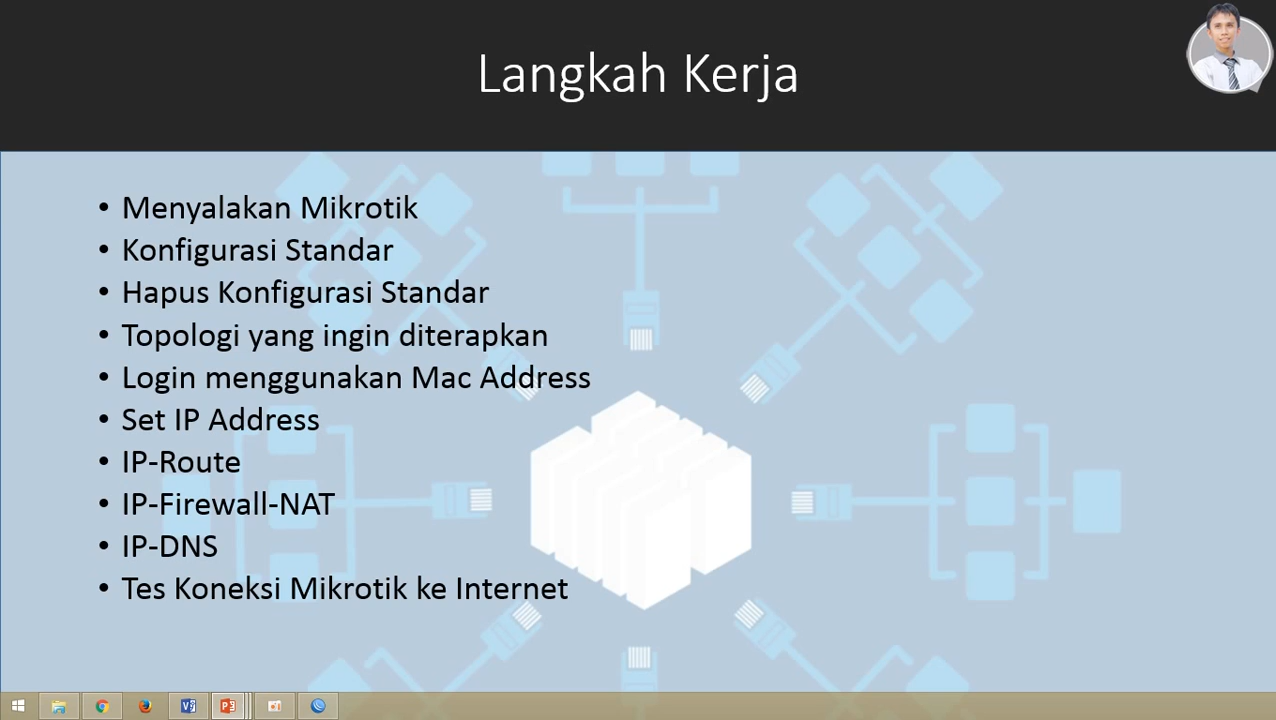 Langkah Kerja
• Menyalakan Mikrotik
• Konfigurasi Standar
• Hapus Konfigurasi Standar
• Topologi yang ingin diterapkan
• Login menggunakan Mac Address
• Set IP Address
• IP-Route
• IP-Firewall-NAT
• IP-DNS
• Tes Koneksi Mikrotik ke Internet